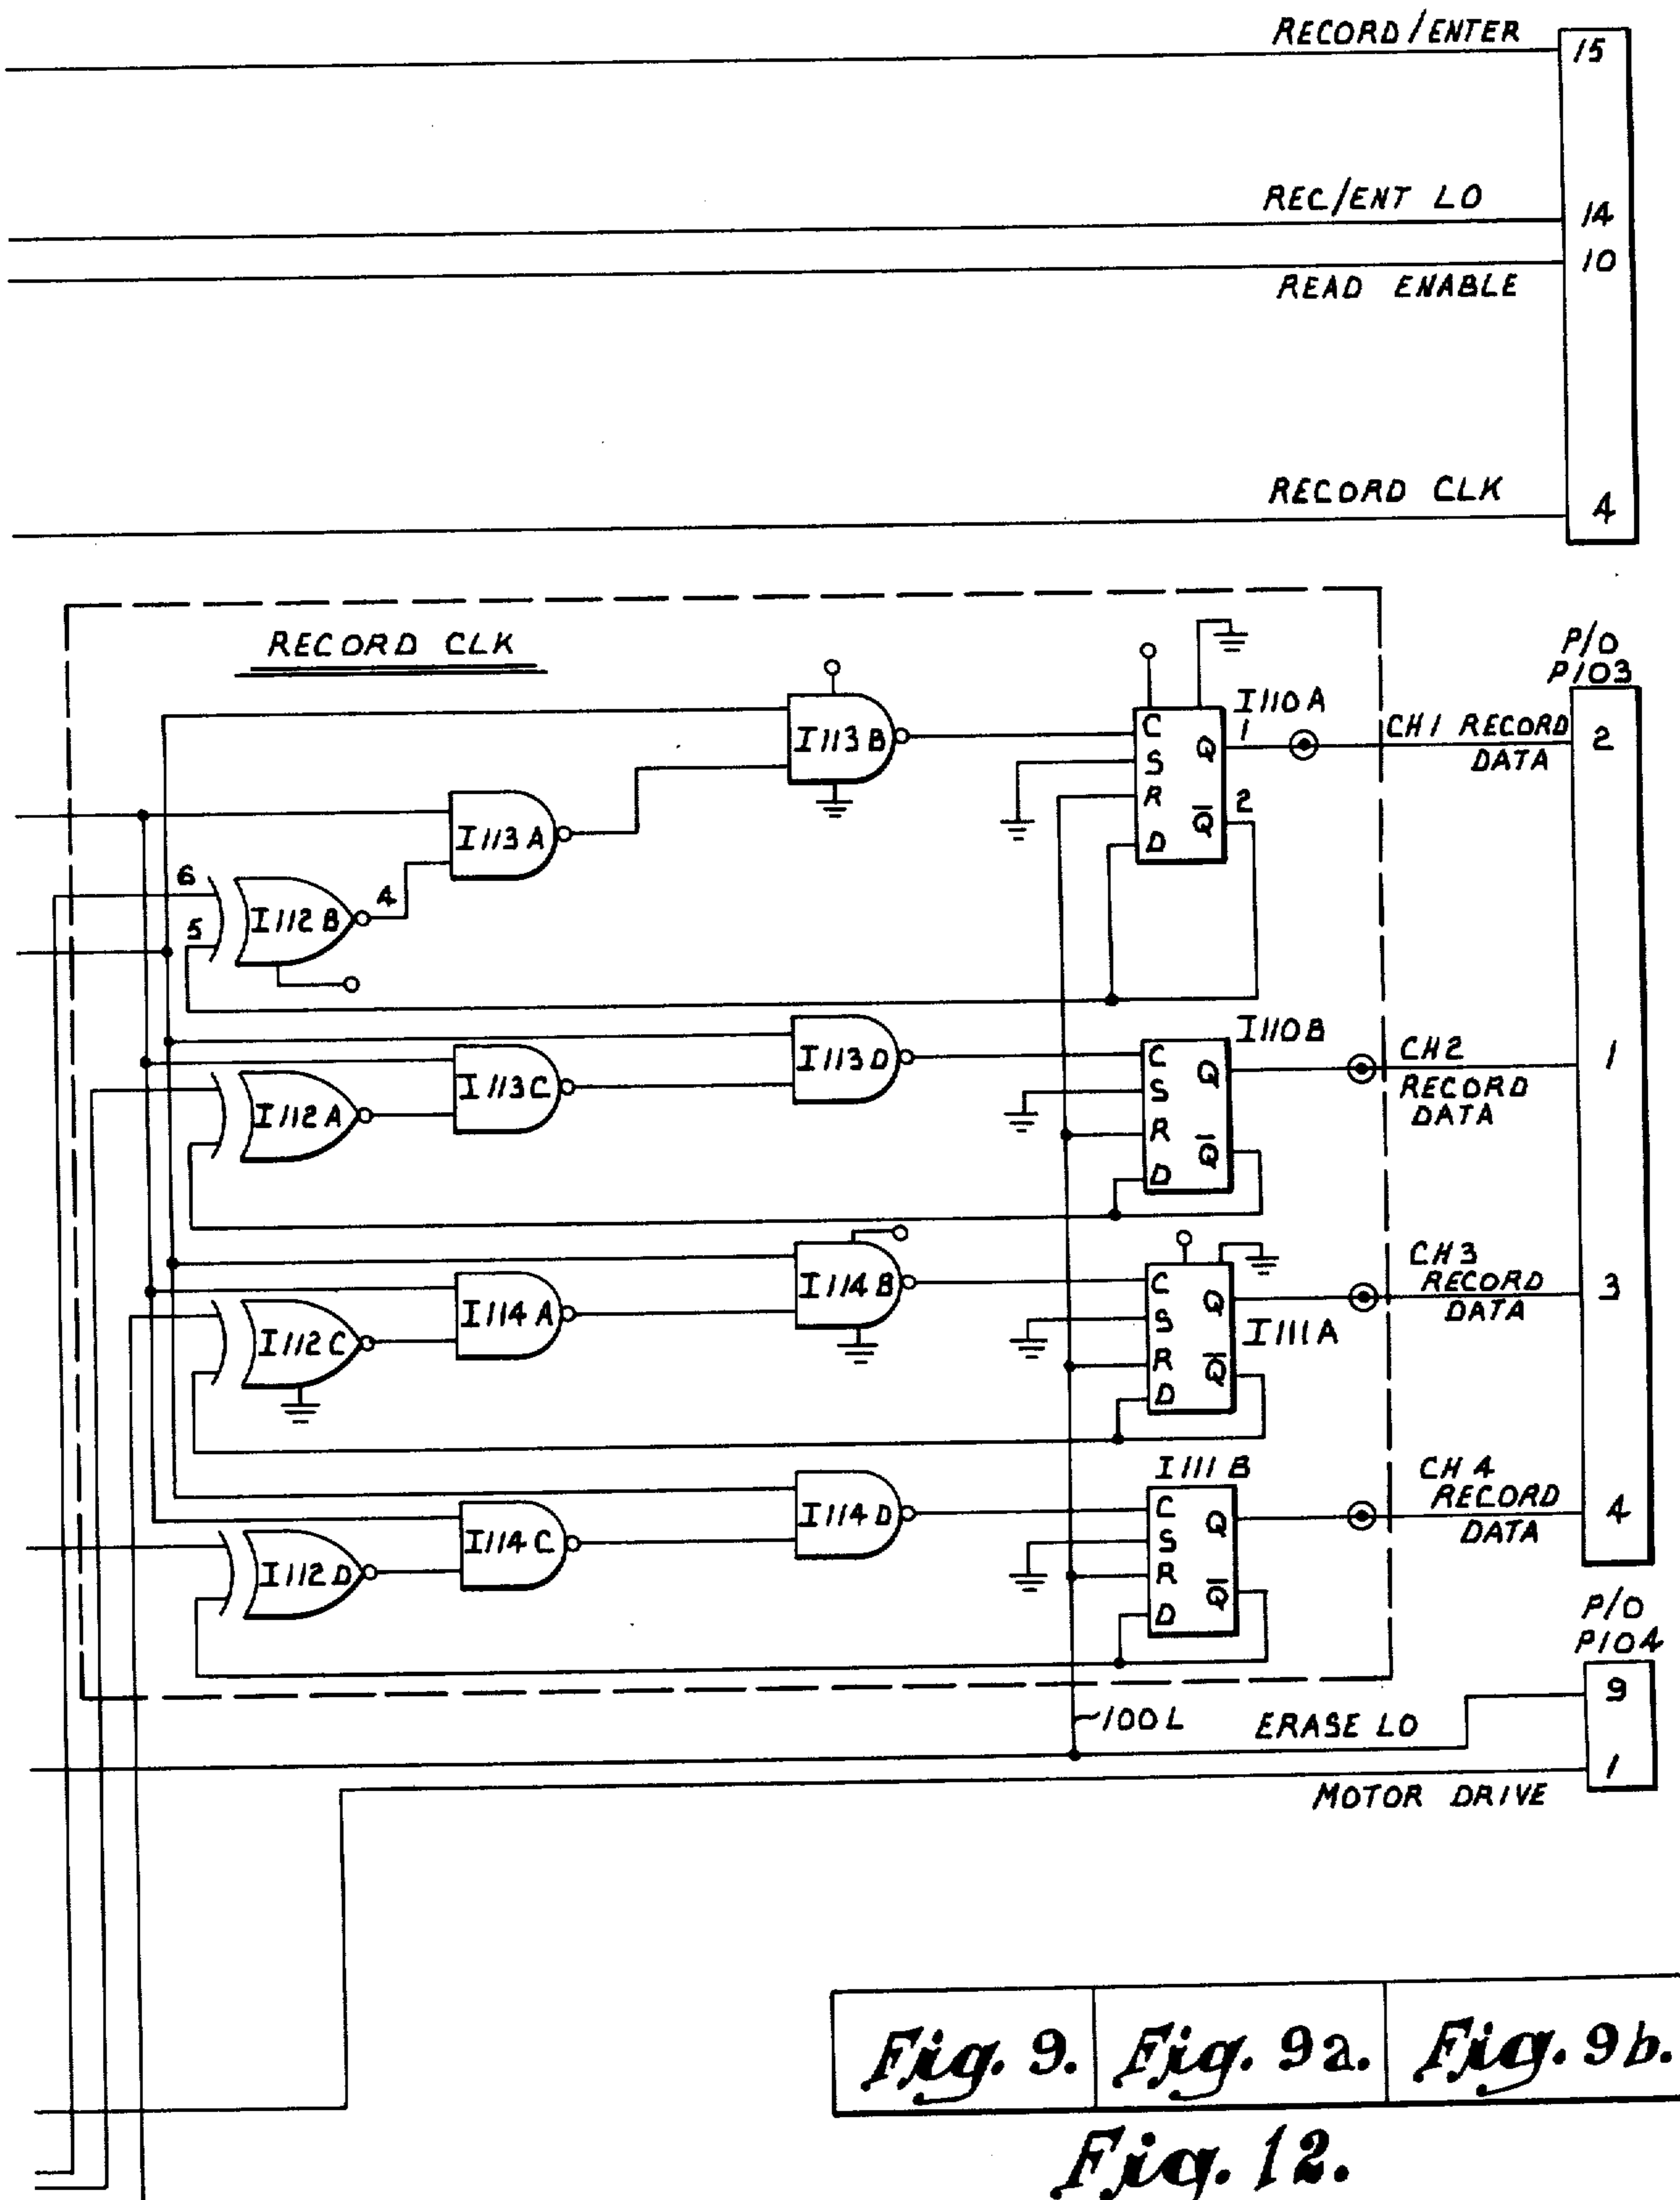 RECORD/ENTER
15
REC/ENT LO
14
10
READ ENABLE
RECORD CLK
4
RECORD CLK
P/O
P103
I110A
C
S
R
D
Q
Q̅
1
2
CH1 RECORD
DATA
2
I113B
I113A
6
5
4
I112B
I110B
C
S
R
D
Q
Q̅
CH2
RECORD
DATA
1
I113D
I113C
I112A
I114B
I114A
I112C
C
S
R
D
Q
Q̅
I111A
CH3
RECORD
DATA
3
I111B
I114D
I114C
I112D
C
S
R
D
Q
Q̅
CH4
RECORD
DATA
4
P/O
P104
100L
ERASE LO
9
1
MOTOR DRIVE
Fig. 9. Fig. 9a. Fig. 9b.
Fig. 12.